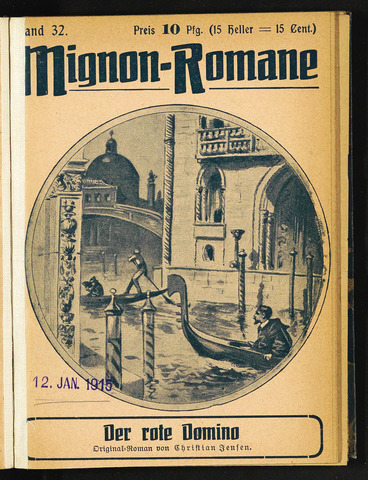 and 32. Preis 10 Pfg. (15 Heller = 15 Cent.)
Mignon-Romane
12. JAN. 1915
Der rote Domino
Original-Roman von Christian Jensen.